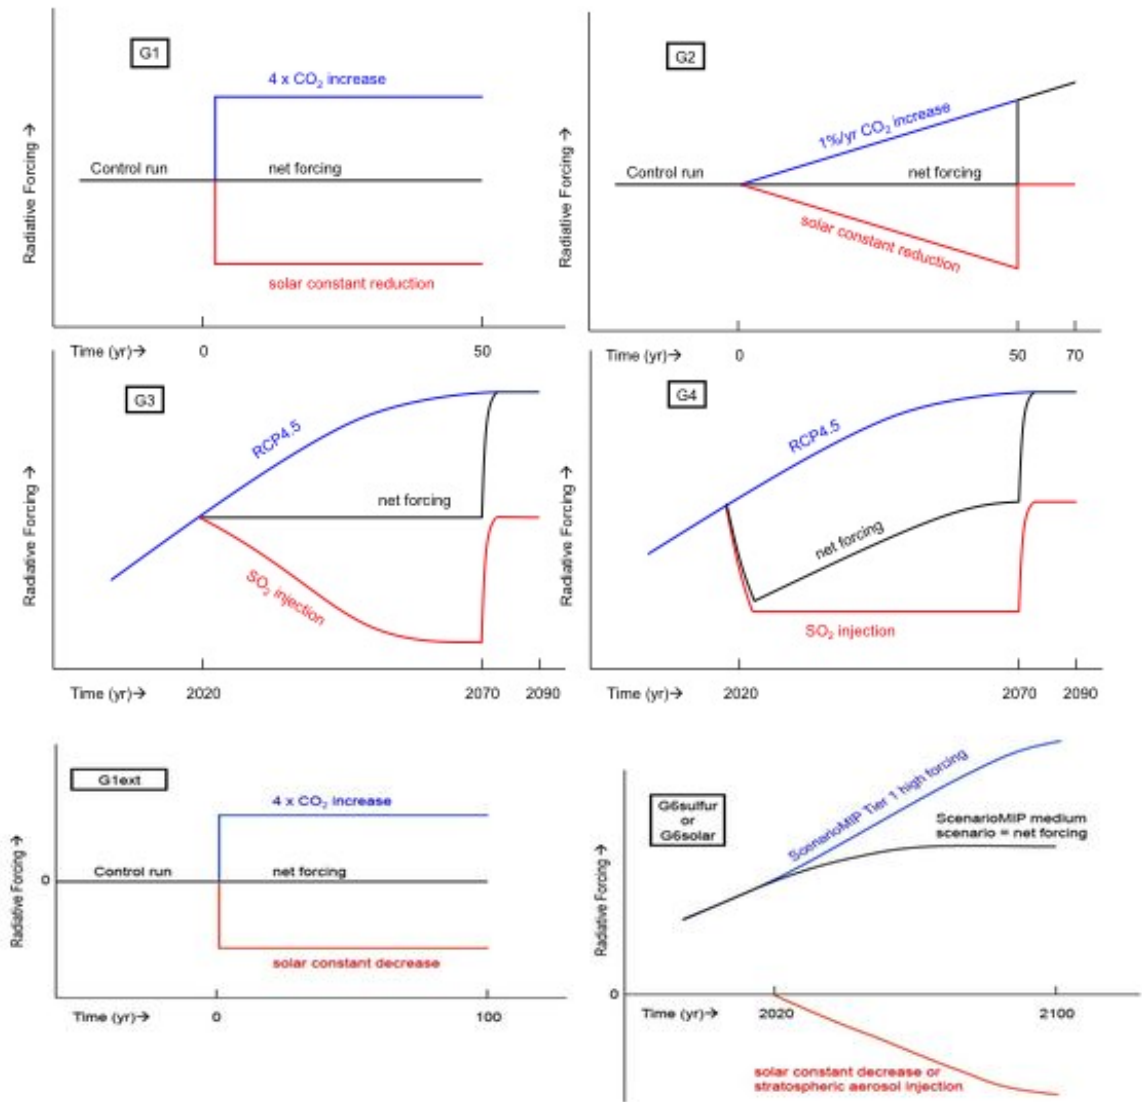 G1
4 x CO₂ increase
Control run
net forcing
solar constant reduction
Radiative Forcing →
Time (yr)→
0
50
G2
1%/yr CO₂ increase
Control run
net forcing
solar constant reduction
Radiative Forcing →
0
50
70
G3
RCP4.5
net forcing
SO₂ injection
Radiative Forcing →
Time (yr)→
2020
2070
2090
G4
RCP4.5
net forcing
SO₂ injection
Radiative Forcing →
Time (yr)→
2020
2070
2090
G1ext
4 x CO₂ increase
0
Control run
net forcing
solar constant decrease
Radiative Forcing →
Time (yr)→
0
100
G6sulfur
or
G6solar
ScenarioMIP Tier 1 high forcing
ScenarioMIP medium
scenario = net forcing
Radiative Forcing →
0
Time (yr)→
2020
2100
solar constant decrease or
stratospheric aerosol injection